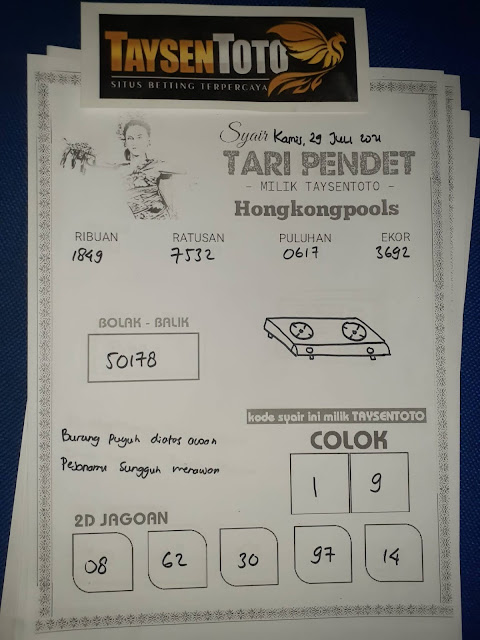 TAYSENTOTO
SITUS BETTING TERPERCAYA
Syair Kamis, 29 Juli 2021
TARI PENDET
- MILIK TAYSENTOTO -
Hongkongpools
RIBUAN RATUSAN PULUHAN EKOR
1849 7532 0617 3692
BOLAK - BALIK
50178
kode syair ini milik TAYSENTOTO
COLOK
1 9
Burung puyuh diatas awan
Pesonamu sungguh menawan
2D JAGOAN
08 62 30 97 14